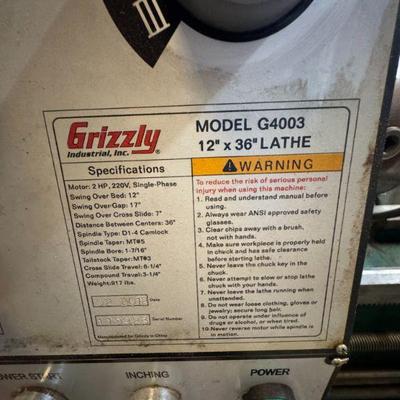 III
Grizzly
Industrial, Inc.
MODEL G4003
12" x 36" LATHE
Specifications
Motor: 2 HP, 220V, Single-Phase
Swing Over Bed: 12"
Swing Over Gap: 17"
Swing Over Cross Slide: 7"
Distance Between Centers: 36"
Spindle Type: D1-4 Camlock
Spindle Taper: MT#5
Spindle Bore: 1-7/16"
Tailstock Taper: MT#3
Cross Slide Travel: 6-1/4"
Compound Travel: 3-1/4"
Weight: 917 lbs.
Date
Serial Number
Manufactured for Grizzly in China
WARNING
To reduce the risk of serious personal
injury when using this machine:
1. Read and understand manual before
using.
2. Always wear ANSI approved safety
glasses.
3. Clear chips away with a brush,
not with hands.
4. Make sure workpiece is properly held
in chuck and has safe clearance
before starting lathe.
5. Never leave the chuck key in the
chuck.
6. Never attempt to slow or stop lathe
chuck with your hands.
7. Never leave the lathe running when
unattended.
8. Do not wear loose clothing, gloves or
jewelry; secure long hair.
9. Do not operate under influence of
drugs or alcohol, or when tired.
10. Never reverse motor while spindle is
in motion.
POWER START
INCHING
POWER